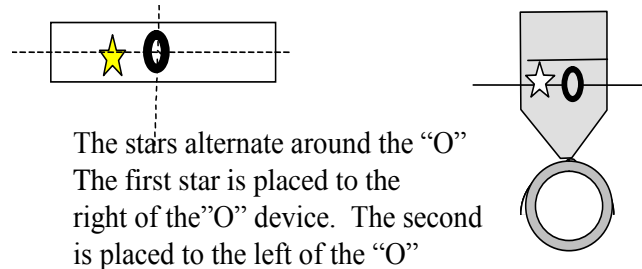 O
O
The stars alternate around the “O”
The first star is placed to the
right of the”O” device. The second
is placed to the left of the “O”